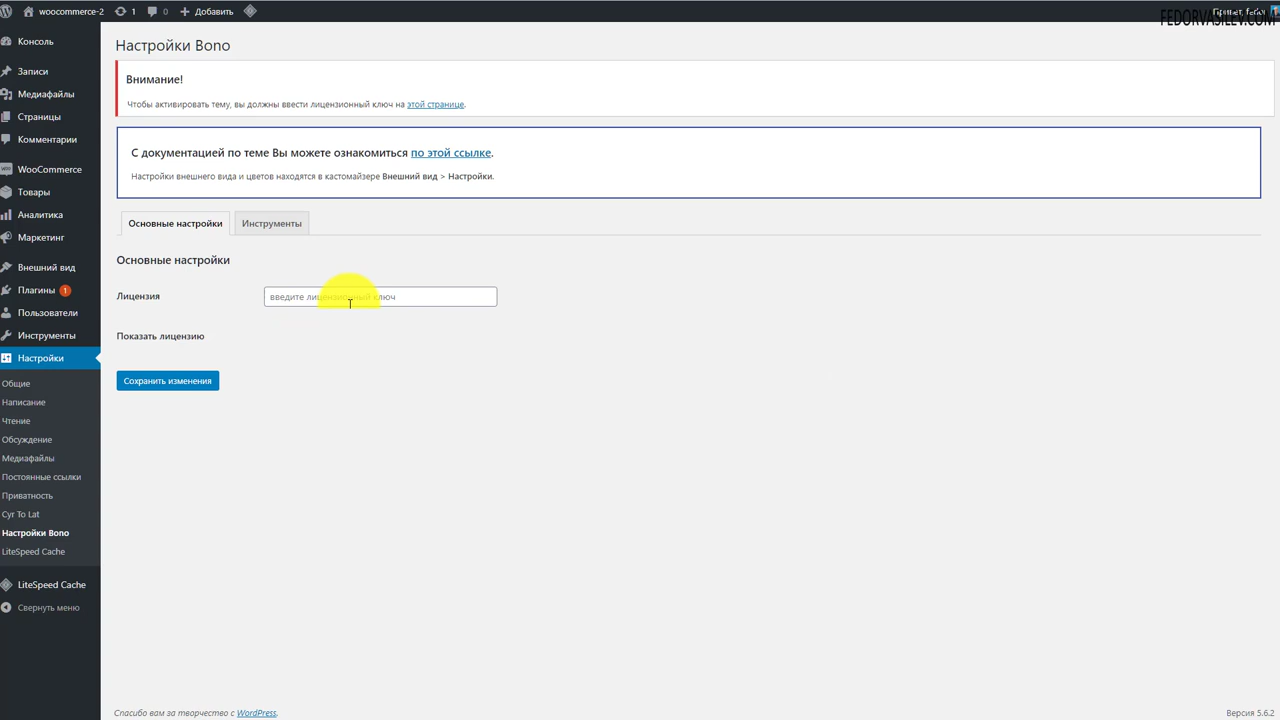 woocommerce-2 1 0 Добавить
FEDORVASILEV.COM
Консоль
Записи
Медиафайлы
Страницы
Комментарии
WooCommerce
Товары
Аналитика
Маркетинг
Внешний вид
Плагины 1
Пользователи
Инструменты
Настройки
Общие
Написание
Чтение
Обсуждение
Медиафайлы
Постоянные ссылки
Приватность
Cyr To Lat
Настройки Bono
LiteSpeed Cache
LiteSpeed Cache
Свернуть меню
Настройки Bono
Внимание!
Чтобы активировать тему, вы должны ввести лицензионный ключ на этой странице.
С документацией по теме Вы можете ознакомиться по этой ссылке.
Настройки внешнего вида и цветов находятся в кастомайзере Внешний вид > Настройки.
Основные настройки Инструменты
Основные настройки
Лицензия введите лицензионный ключ
Показать лицензию
Сохранить изменения
Спасибо вам за творчество с WordPress. Версия 5.6.2